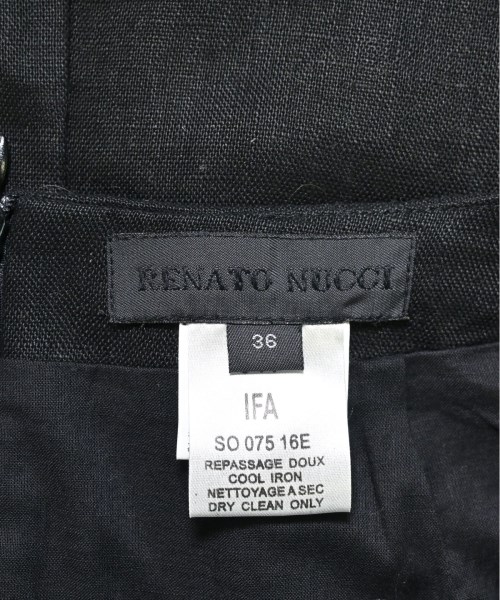 RENATO NUCCI
36
IFA
SO 075 16E
REPASSAGE DOUX
COOL IRON
NETTOYAGE A SEC
DRY CLEAN ONLY